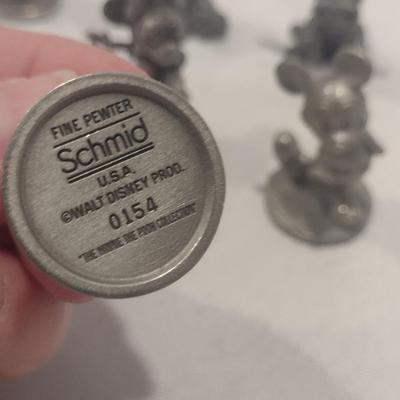 FINE PEWTER
Schmid
U.S.A.
©WALT DISNEY PROD.
0154
"THE WINNIE THE POOH COLLECTION"